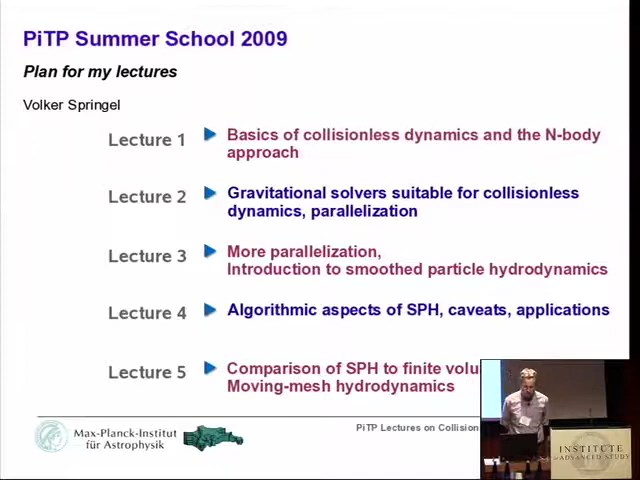 PiTP Summer School 2009
Plan for my lectures
Volker Springel
Lecture 1
Basics of collisionless dynamics and the N-body
approach
Lecture 2
Gravitational solvers suitable for collisionless
dynamics, parallelization
Lecture 3
More parallelization,
Introduction to smoothed particle hydrodynamics
Lecture 4
Algorithmic aspects of SPH, caveats, applications
Lecture 5
Comparison of SPH to finite volu
Moving-mesh hydrodynamics
Max-Planck-Institut
für Astrophysik
PiTP Lectures on Collision
INSTITUTE
ADVANCED STUDY